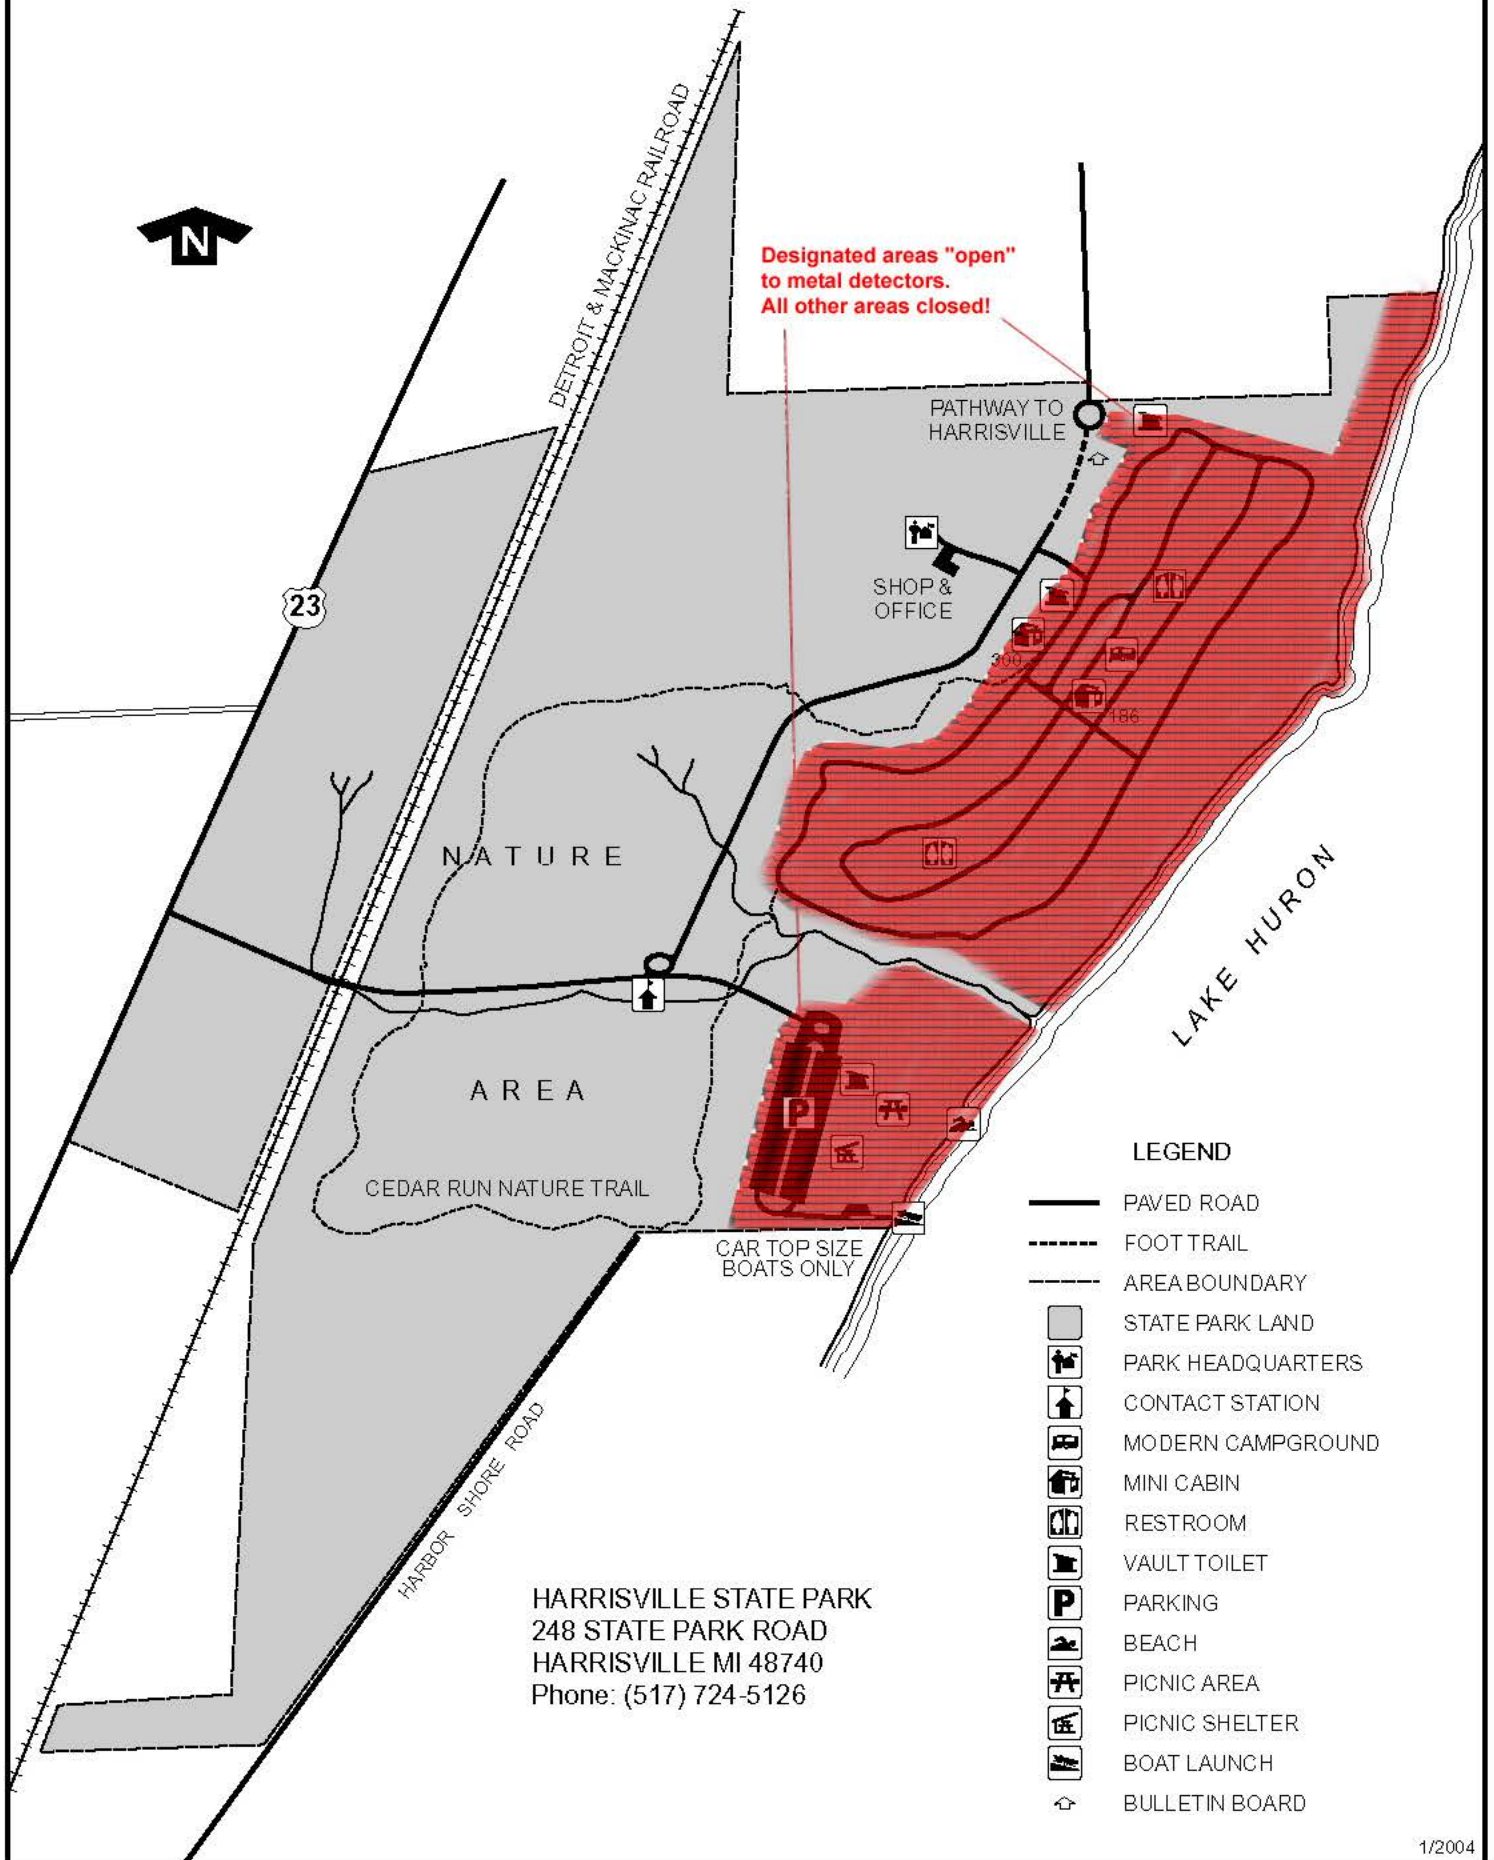 DETROIT & MACKINAC RAILROAD
N
Designated areas "open"
to metal detectors.
All other areas closed!
PATHWAY TO
HARRISVILLE
SHOP &
OFFICE
23
300
186
NATURE
AREA
LAKE HURON
P
CEDAR RUN NATURE TRAIL
CAR TOP SIZE
BOATS ONLY
HARBOR SHORE ROAD
HARRISVILLE STATE PARK
248 STATE PARK ROAD
HARRISVILLE MI 48740
Phone: (517) 724-5126
LEGEND
PAVED ROAD
FOOT TRAIL
AREA BOUNDARY
STATE PARK LAND
PARK HEADQUARTERS
CONTACT STATION
MODERN CAMPGROUND
MINI CABIN
RESTROOM
VAULT TOILET
P PARKING
BEACH
PICNIC AREA
PICNIC SHELTER
BOAT LAUNCH
BULLETIN BOARD
1/2004